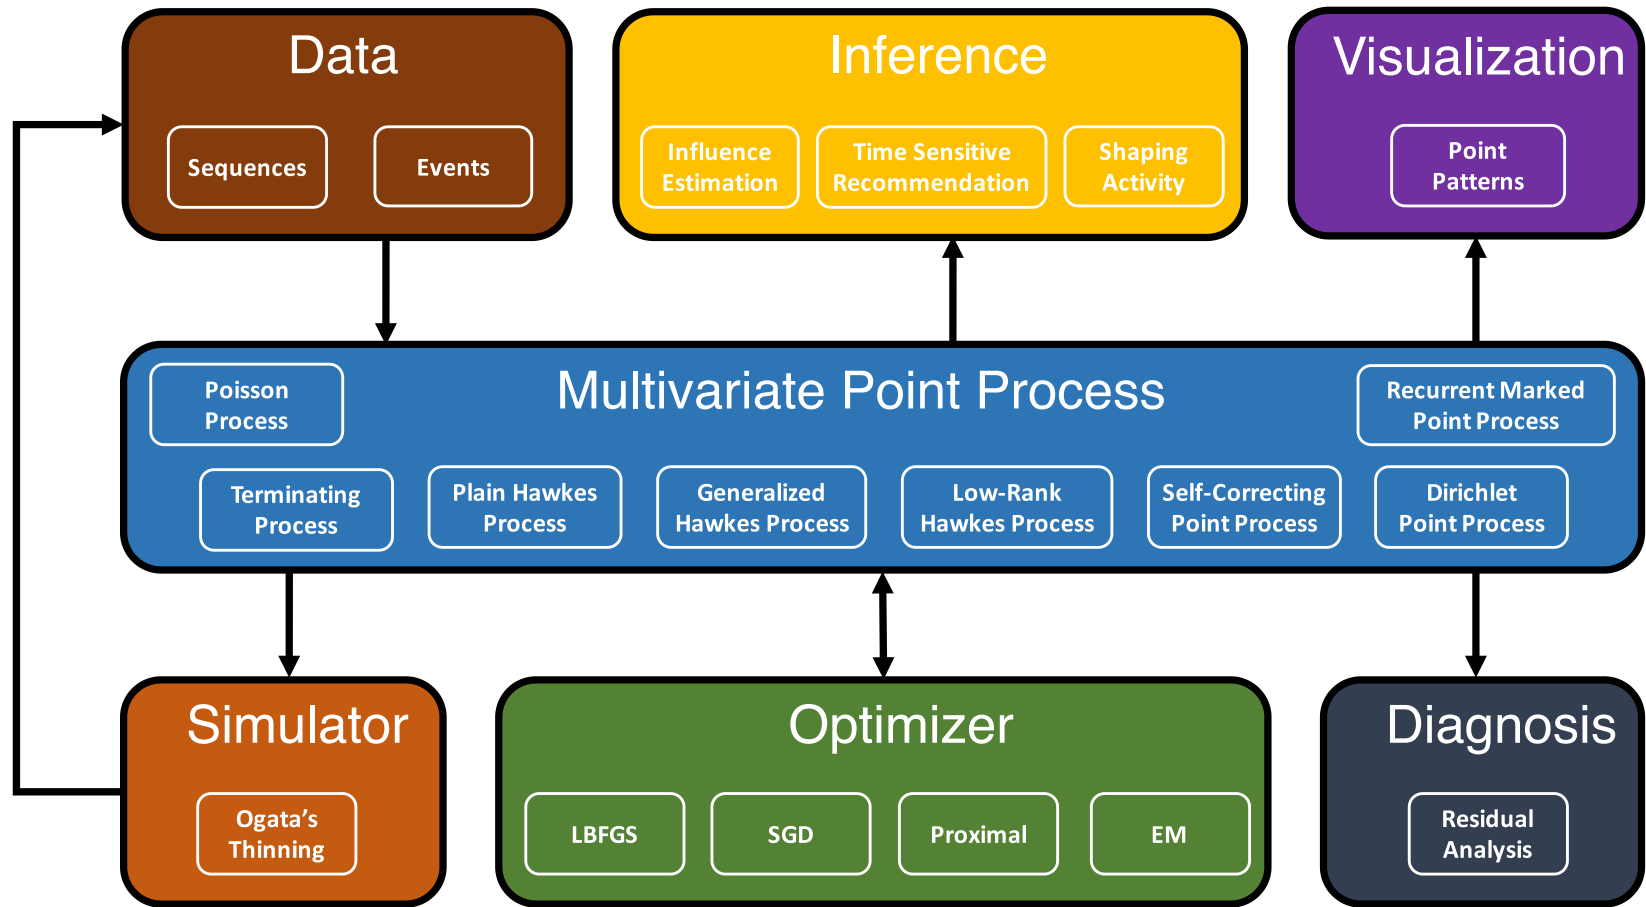 Data
Sequences
Events
Inference
Influence
Estimation
Time Sensitive
Recommendation
Shaping
Activity
Visualization
Point
Patterns
Multivariate Point Process
Poisson
Process
Recurrent Marked
Point Process
Terminating
Process
Plain Hawkes
Process
Generalized
Hawkes Process
Low-Rank
Hawkes Process
Self-Correcting
Point Process
Dirichlet
Point Process
Simulator
Ogata’s
Thinning
Optimizer
LBFGS
SGD
Proximal
EM
Diagnosis
Residual
Analysis